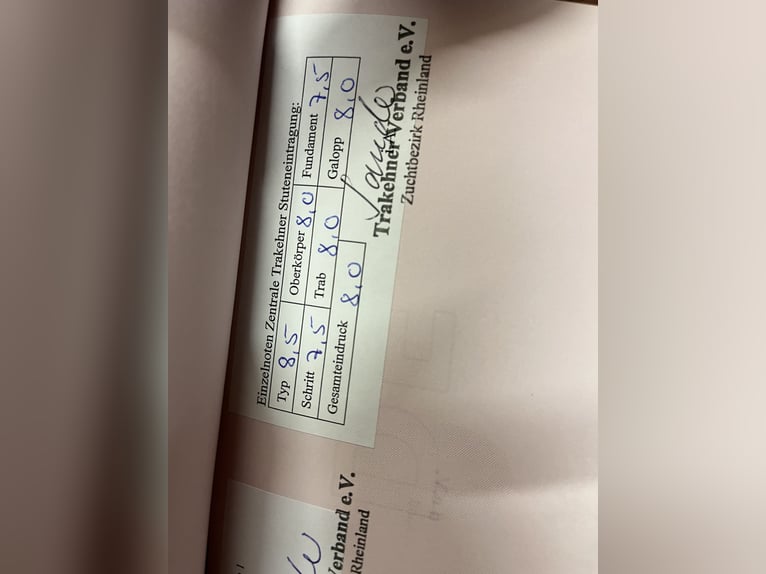 Einzelnoten Zentrale Trakehner Stuteneintragung:
Typ 8,5 Oberkörper 8,0 Fundament 7,5
Schritt 7,5 Trab 8,0 Galopp 8,0
Gesamteindruck 8,0
Trakehner Verband e.V.
Zuchtbezirk Rheinland
Verband e.V.
Rheinland